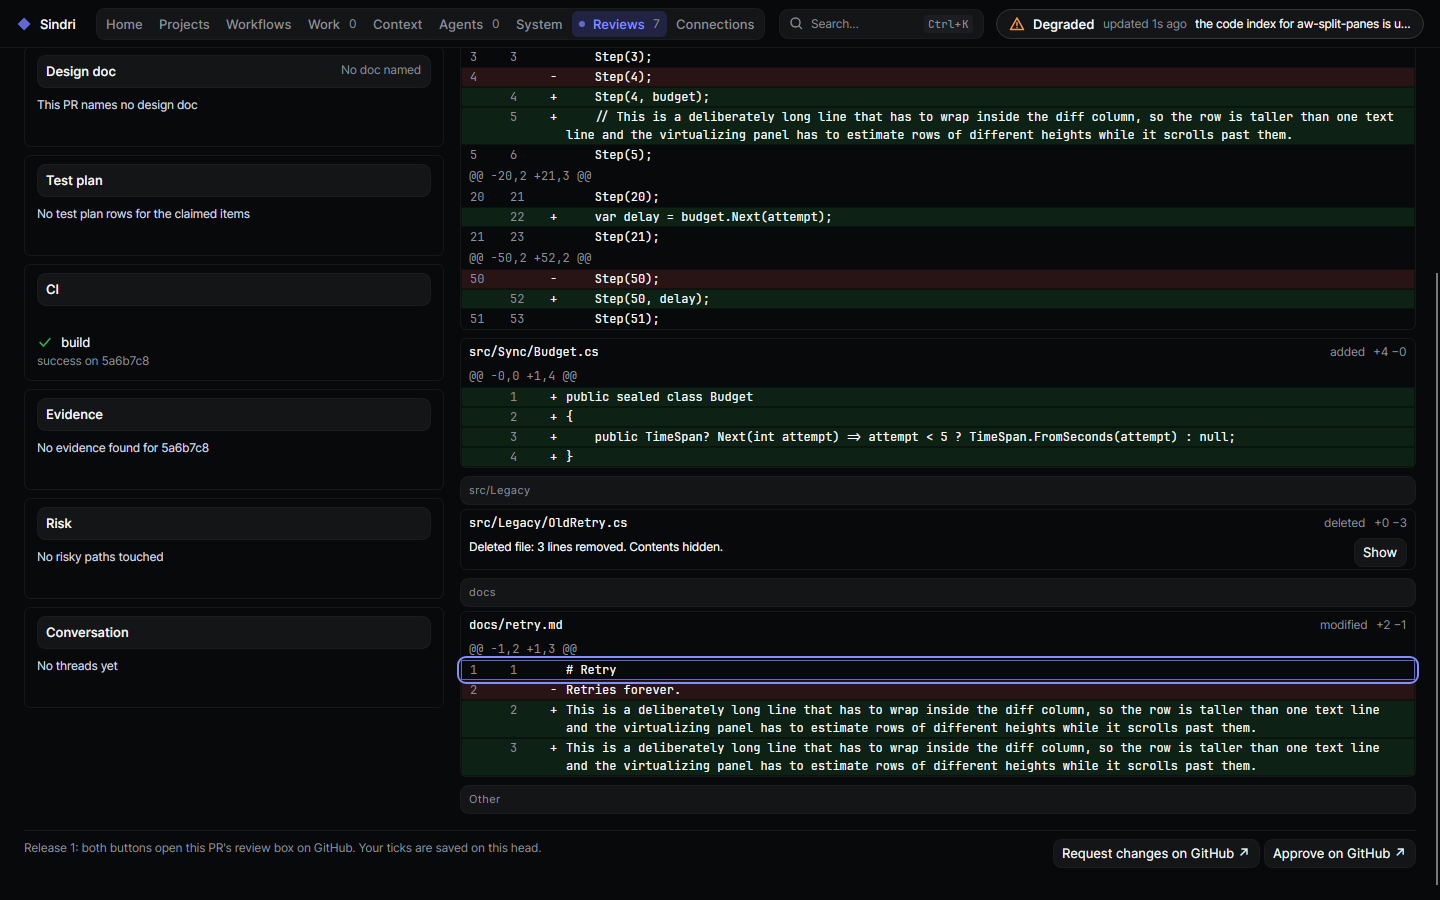 Sindri
Home
Projects
Workflows
Work 0
Context
Agents 0
System
Reviews 7
Connections
Search...
Ctrl+K
Degraded updated 1s ago the code index for aw-split-panes is u...
Design doc No doc named
This PR names no design doc
Test plan
No test plan rows for the claimed items
CI
build
success on 5a6b7c8
Evidence
No evidence found for 5a6b7c8
Risk
No risky paths touched
Conversation
No threads yet
3 3 Step(3);
4 - Step(4);
4 + Step(4, budget);
5 + // This is a deliberately long line that has to wrap inside the diff column, so the row is taller than one text
line and the virtualizing panel has to estimate rows of different heights while it scrolls past them.
5 6 Step(5);
@@ -20,2 +21,3 @@
20 21 Step(20);
22 + var delay = budget.Next(attempt);
21 23 Step(21);
@@ -50,2 +52,2 @@
50 - Step(50);
52 + Step(50, delay);
51 53 Step(51);
src/Sync/Budget.cs added +4 −0
@@ -0,0 +1,4 @@
1 + public sealed class Budget
2 + {
3 + public TimeSpan? Next(int attempt) => attempt < 5 ? TimeSpan.FromSeconds(attempt) : null;
4 + }
src/Legacy
src/Legacy/OldRetry.cs deleted +0 −3
Deleted file: 3 lines removed. Contents hidden.
Show
docs
docs/retry.md modified +2 −1
@@ -1,2 +1,3 @@
1 1 # Retry
2 - Retries forever.
2 + This is a deliberately long line that has to wrap inside the diff column, so the row is taller than one text line
and the virtualizing panel has to estimate rows of different heights while it scrolls past them.
3 + This is a deliberately long line that has to wrap inside the diff column, so the row is taller than one text line
and the virtualizing panel has to estimate rows of different heights while it scrolls past them.
Other
Release 1: both buttons open this PR's review box on GitHub. Your ticks are saved on this head.
Request changes on GitHub ↗
Approve on GitHub ↗